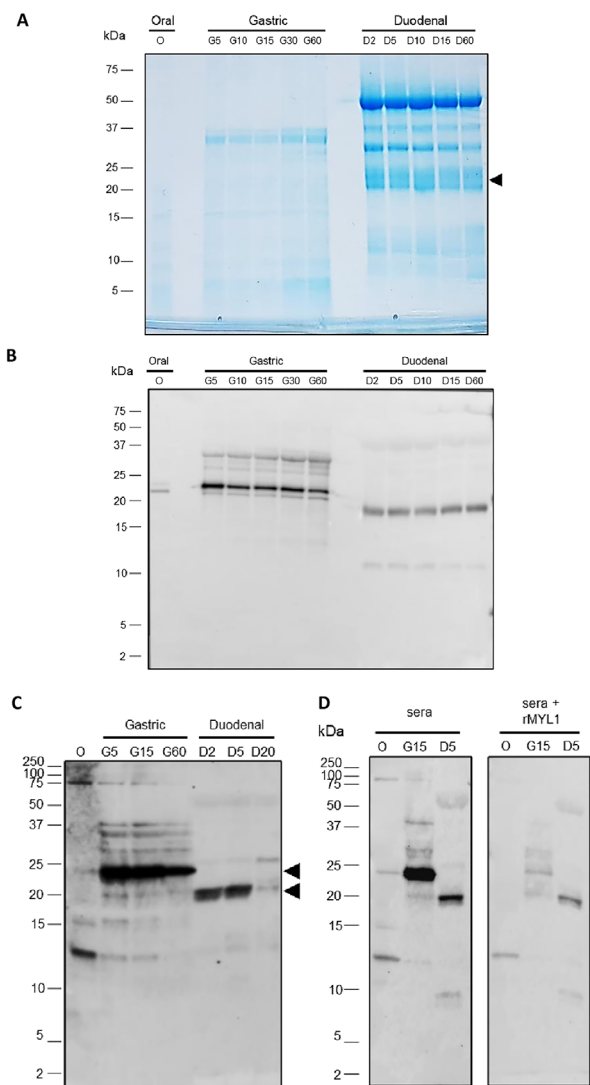 A
Oral Gastric Duodenal
kDa O G5 G10 G15 G30 G60 D2 D5 D10 D15 D60
75
50
37
25
20
15
10
5
B
Oral Gastric Duodenal
kDa O G5 G10 G15 G30 G60 D2 D5 D10 D15 D60
75
50
37
25
20
15
10
5
2
C
Gastric Duodenal
kDa O G5 G15 G60 D2 D5 D20
250
100
75
50
37
25
20
15
10
5
2
D
sera sera +
rMYL1
kDa
O G15 D5 O G15 D5
250
100
75
50
37
25
20
15
10
5
2